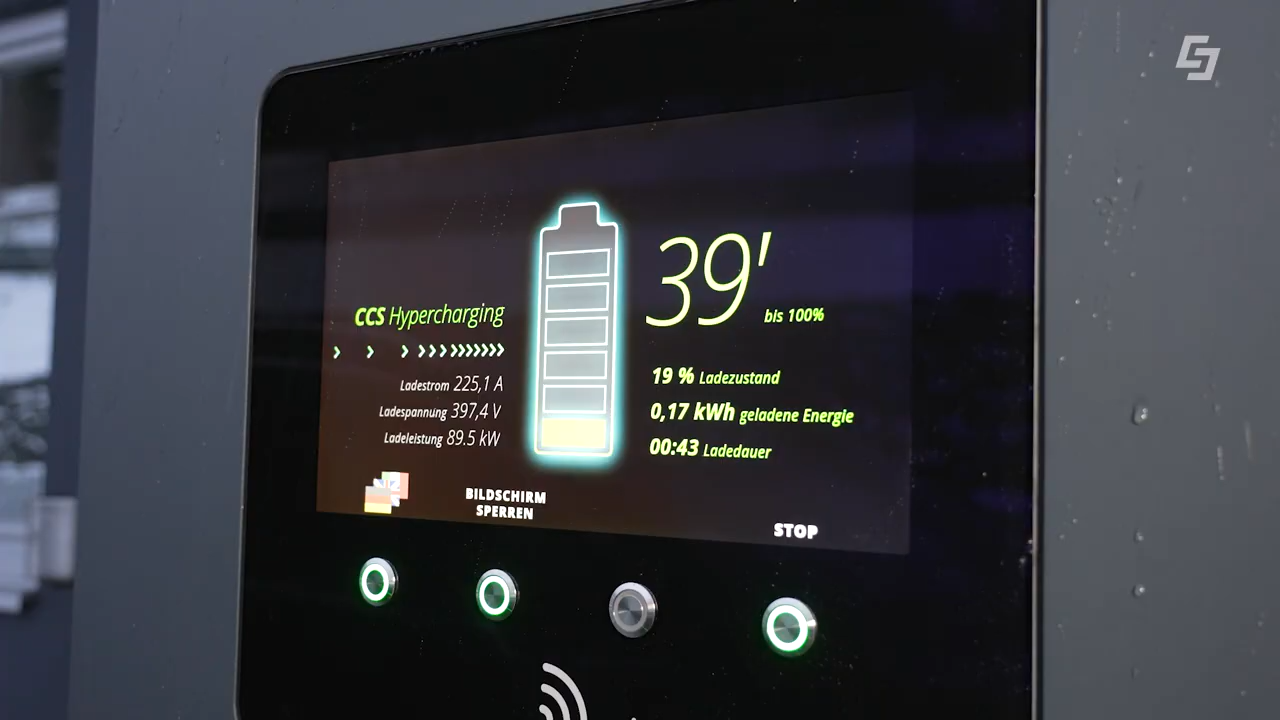 CCS Hypercharging
Ladestrom 225,1 A
Ladespannung 397,4 V
Ladeleistung 89.5 kW
39'
bis 100%
19 % Ladezustand
0,17 kWh geladene Energie
00:43 Ladedauer
BILDSCHIRM
SPERREN
STOP